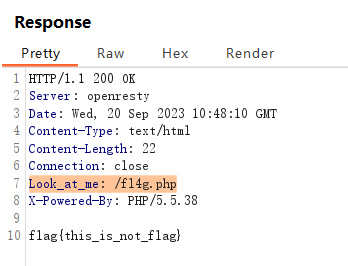 Response
Pretty Raw Hex Render
1 HTTP/1.1 200 OK
2 Server: openresty
3 Date: Wed, 20 Sep 2023 10:48:10 GMT
4 Content-Type: text/html
5 Content-Length: 22
6 Connection: close
7 Look_at_me: /fl4g.php
8 X-Powered-By: PHP/5.5.38
9
10 flag{this_is_not_flag}